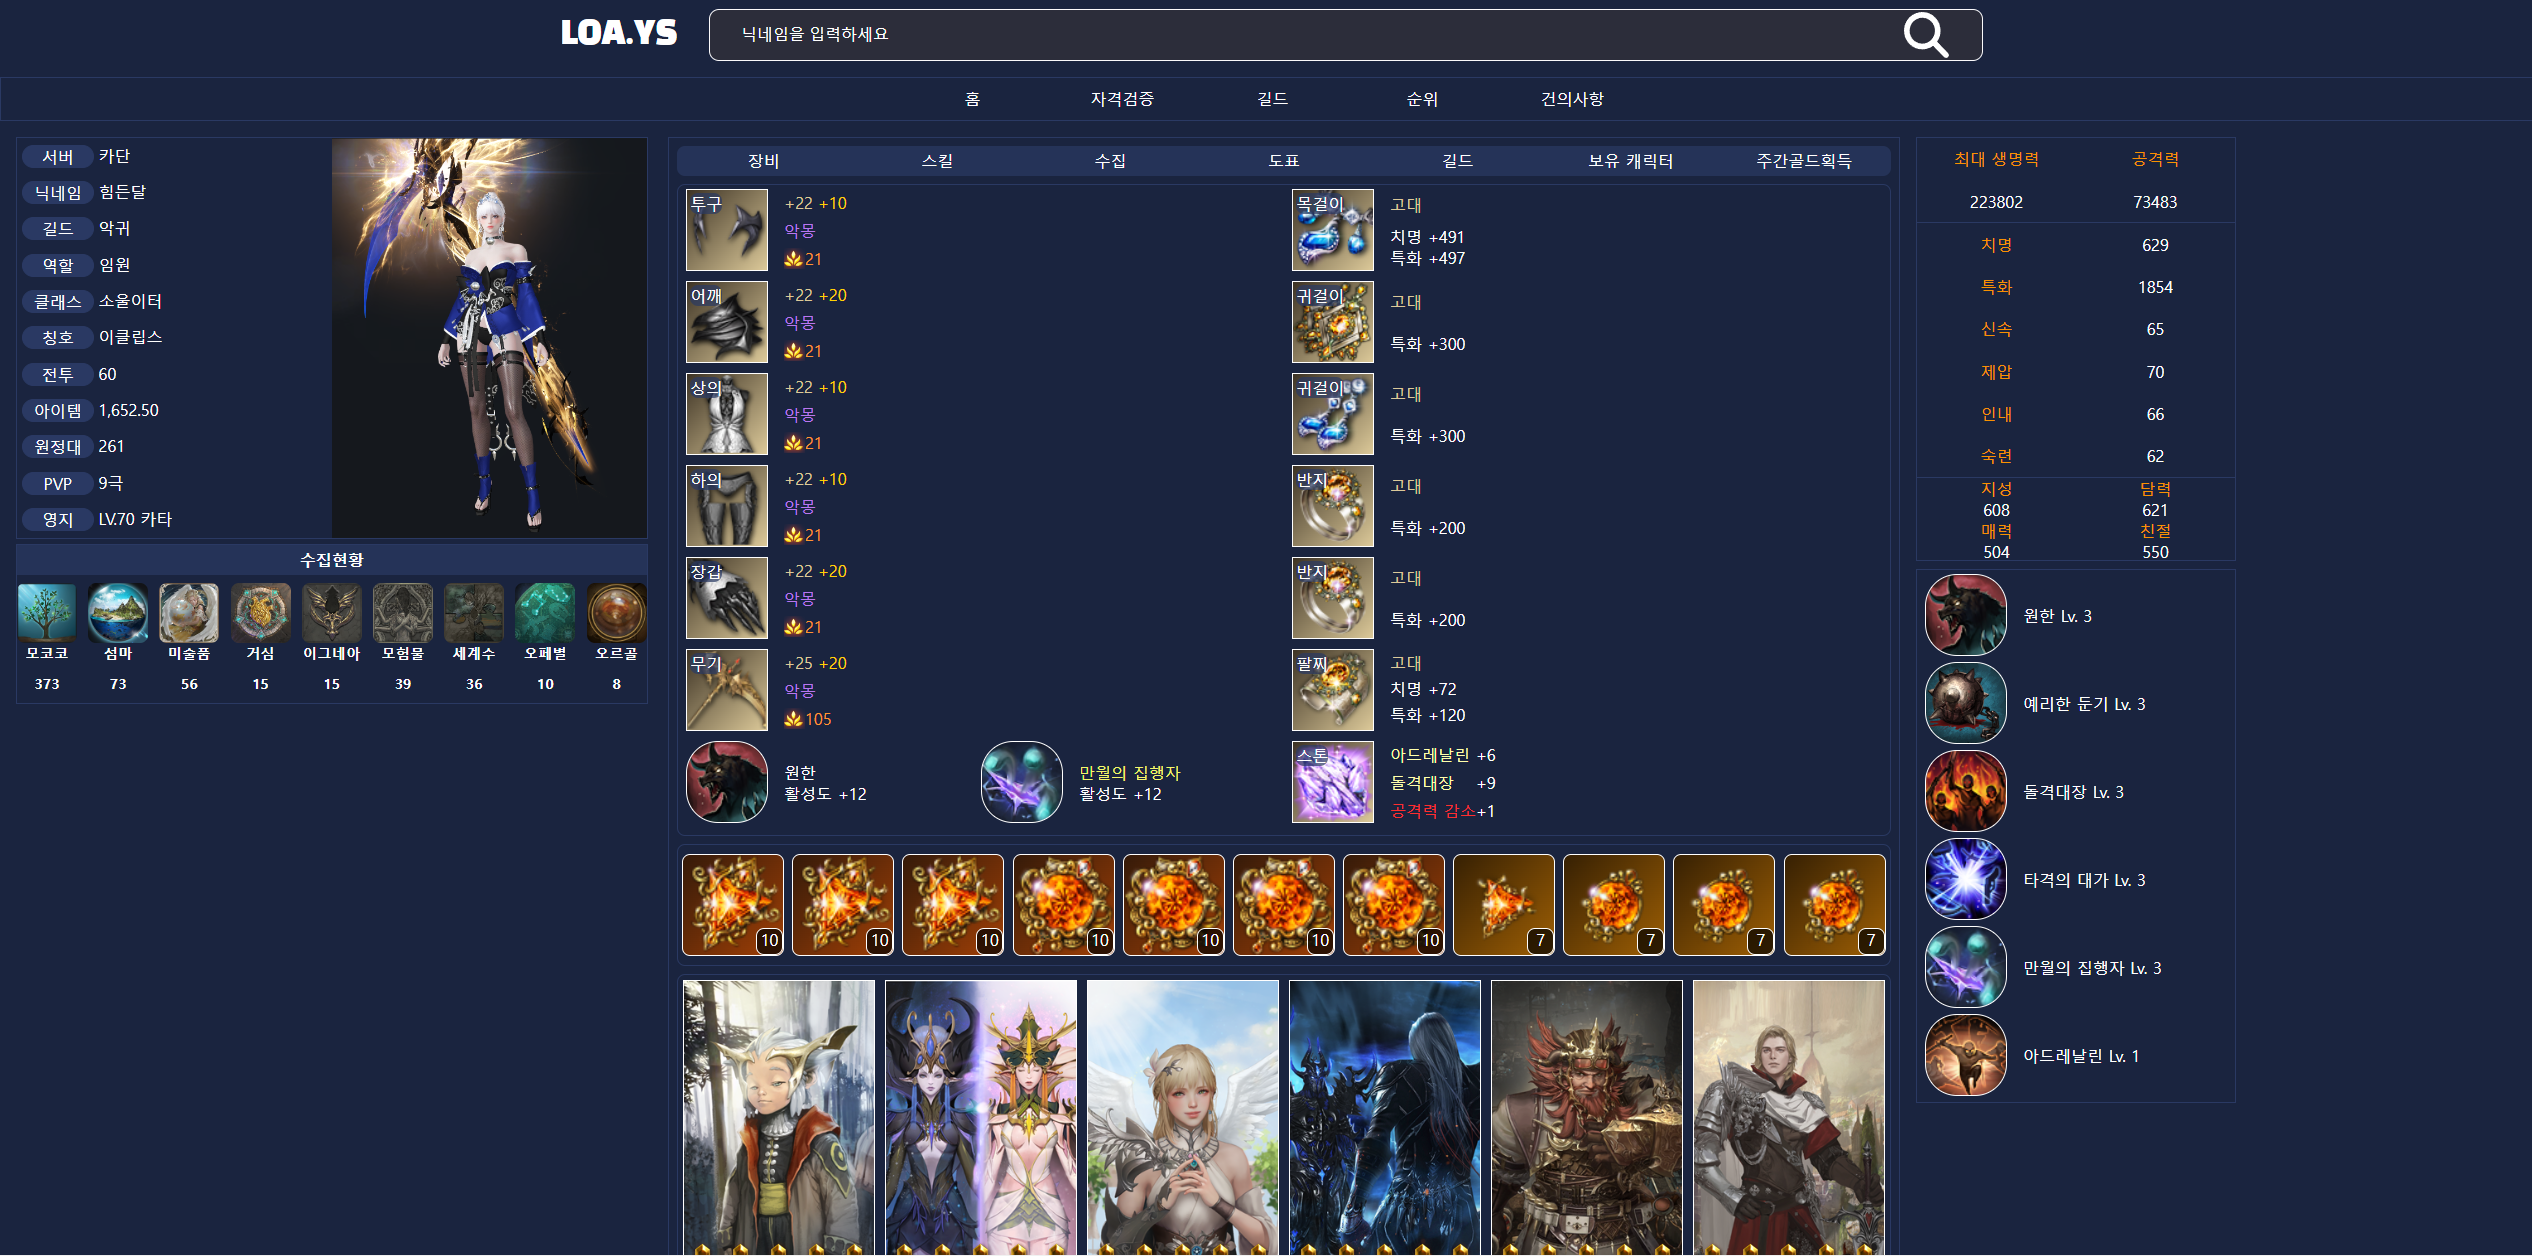 LOA.YS
닉네임을 입력하세요
홈 자격검증 길드 순위 건의사항
서버 카단
닉네임 힘든달
길드 악귀
역할 임원
클래스 소울이터
칭호 이클립스
전투 60
아이템 1,652.50
원정대 261
PVP 9극
영지 LV.70 카타
수집현황
모코코 섬마 미술품 거심 이그네아 모험물 세계수 오페별 오르골
373 73 56 15 15 39 36 10 8
장비 스킬 수집 도표 길드 보유 캐릭터 주간골드획득
투구 +22 +10
악몽
21
어깨 +22 +20
악몽
21
상의 +22 +10
악몽
21
하의 +22 +10
악몽
21
장갑 +22 +20
악몽
21
무기 +25 +20
악몽
105
원한
활성도 +12
만월의 집행자
활성도 +12
목걸이 고대
치명 +491
특화 +497
귀걸이 고대
특화 +300
귀걸이 고대
특화 +300
반지 고대
특화 +200
반지 고대
특화 +200
팔찌 고대
치명 +72
특화 +120
스톤 아드레날린 +6
돌격대장 +9
공격력 감소+1
10 10 10 10 10 10 10 7 7 7 7
최대 생명력 공격력
223802 73483
치명 629
특화 1854
신속 65
제압 70
인내 66
숙련 62
지성 담력
608 621
매력 친절
504 550
원한 Lv. 3
예리한 둔기 Lv. 3
돌격대장 Lv. 3
타격의 대가 Lv. 3
만월의 집행자 Lv. 3
아드레날린 Lv. 1